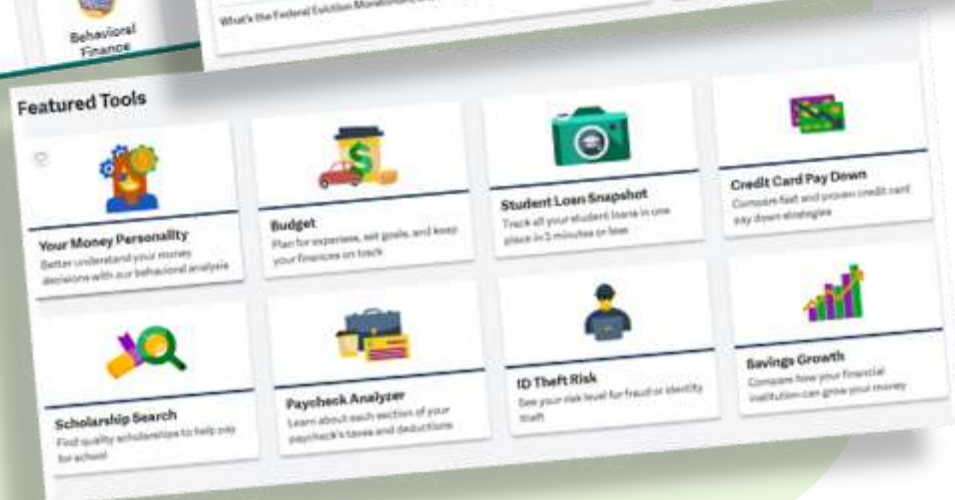 Behavioral
Finance
What's the Federal Eviction Moratorium
Featured Tools
Your Money Personality
Better understand your money
decisions with our behavioral analysis
Budget
Plan for expenses, set goals, and keep
your finances on track
Student Loan Snapshot
Track all your student loans in one
place in 5 minutes or less
Credit Card Pay Down
Compare fast and proven credit card
pay down strategies
Scholarship Search
Find quality scholarships to help pay
for school
Paycheck Analyzer
Learn about each section of your
paycheck's taxes and deductions
ID Theft Risk
See your risk level for fraud or identity
theft
Savings Growth
Compare how your financial
institution can grow your money